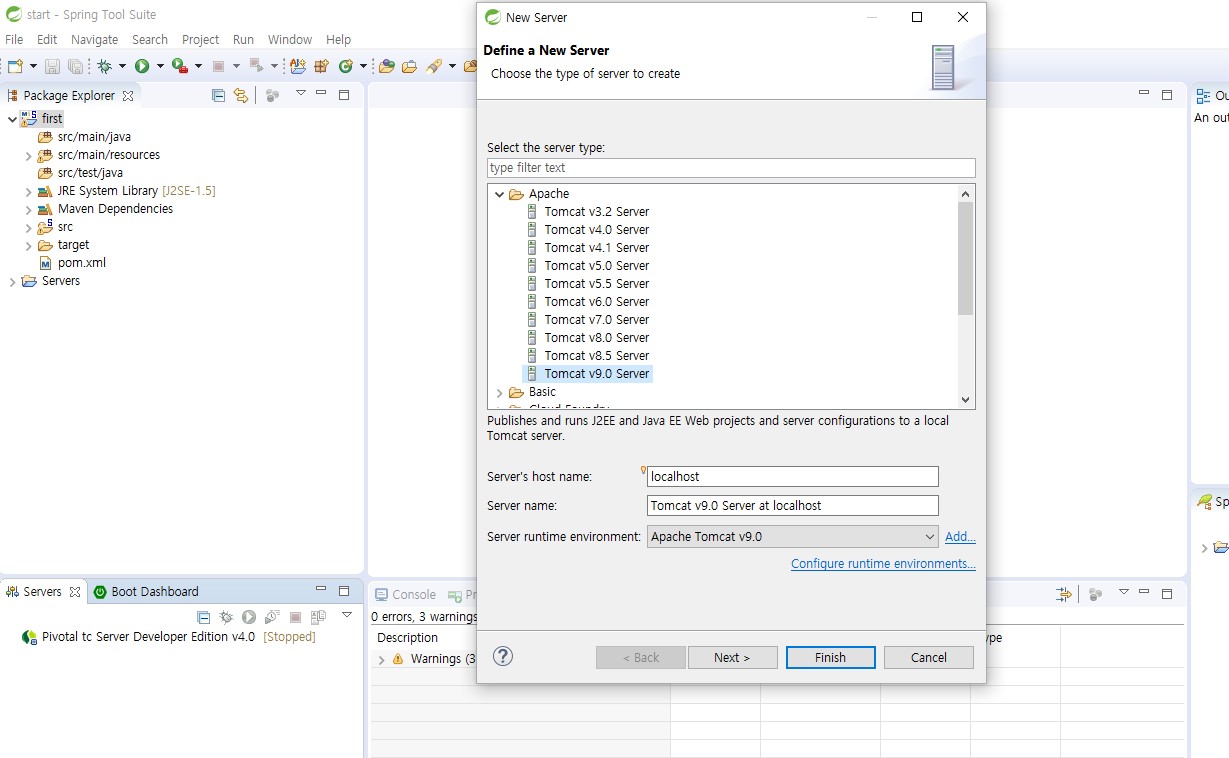 start - Spring Tool Suite
File Edit Navigate Search Project Run Window Help
Package Explorer
first
src/main/java
src/main/resources
src/test/java
JRE System Library [J2SE-1.5]
Maven Dependencies
src
target
pom.xml
Servers
New Server
Define a New Server
Choose the type of server to create
Select the server type:
type filter text
Apache
Tomcat v3.2 Server
Tomcat v4.0 Server
Tomcat v4.1 Server
Tomcat v5.0 Server
Tomcat v5.5 Server
Tomcat v6.0 Server
Tomcat v7.0 Server
Tomcat v8.0 Server
Tomcat v8.5 Server
Tomcat v9.0 Server
Basic
Publishes and runs J2EE and Java EE Web projects and server configurations to a local
Tomcat server.
Server's host name: localhost
Server name: Tomcat v9.0 Server at localhost
Server runtime environment: Apache Tomcat v9.0 Add...
Configure runtime environments...
< Back Next > Finish Cancel
Ou
An out
Sp
Servers Boot Dashboard
Pivotal tc Server Developer Edition v4.0 [Stopped]
Console Pr
0 errors, 3 warnings
Description
ype
Warnings (3